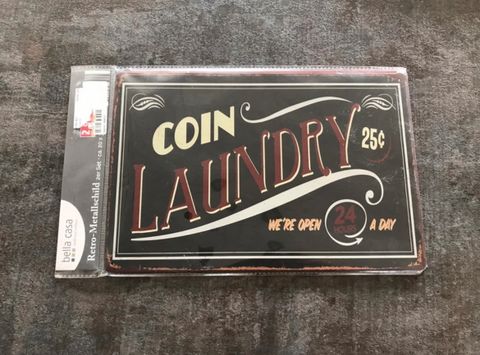 COIN
25¢
LAUNDRY
WE'RE OPEN 24 HOURS A DAY
bella casa
Retro-Metallschild